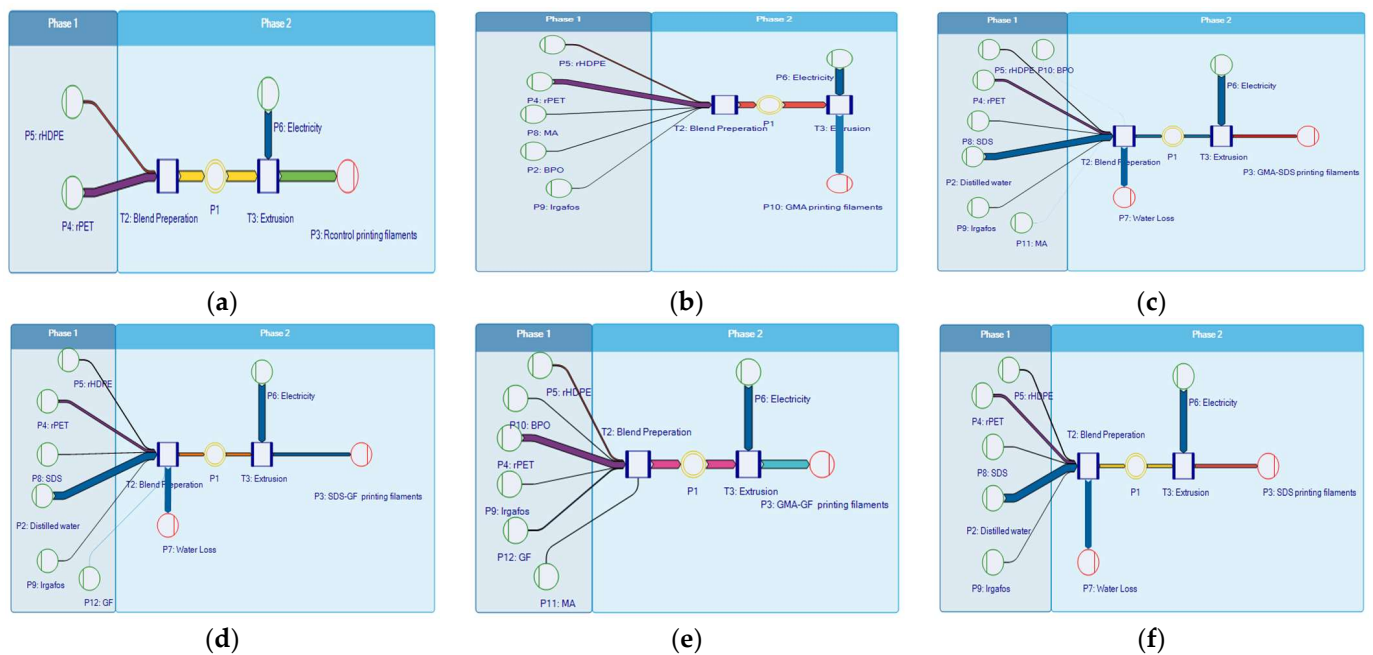 Phase 1
Phase 2
P5: rHDPE
P6: Electricity
P4: rPET
T2: Blend Preperation
P1
T3: Extrusion
P3: Rcontrol printing filaments
(a)
Phase 1
Phase 2
P5: rHDPE
P6: Electricity
P4: rPET
T2: Blend Preperation
P1
T3: Extrusion
P8: MA
P2: BPO
P9: Irgafos
P10: GMA printing filaments
(b)
Phase 1
Phase 2
P5: rHDPE
P10: BPO
P6: Electricity
P4: rPET
P8: SDS
T2: Blend Preperation
P1
T3: Extrusion
P2: Distilled water
P3: GMA-SDS printing filaments
P7: Water Loss
P9: Irgafos
P11: MA
(c)
Phase 1
Phase 2
P5: rHDPE
P6: Electricity
P4: rPET
P8: SDS
T2: Blend Preperation
P1
T3: Extrusion
P3: SDS-GF printing filaments
P2: Distilled water
P7: Water Loss
P9: Irgafos
P12: GF
(d)
Phase 1
Phase 2
P5: rHDPE
P6: Electricity
P10: BPO
T2: Blend Preperation
P4: rPET
P1
T3: Extrusion
P3: GMA-GF printing filaments
P9: Irgafos
P12: GF
P11: MA
(e)
Phase 1
Phase 2
P5: rHDPE
P6: Electricity
P4: rPET
T2: Blend Preperation
P8: SDS
P1
T3: Extrusion
P3: SDS printing filaments
P2: Distilled water
P9: Irgafos
P7: Water Loss
(f)